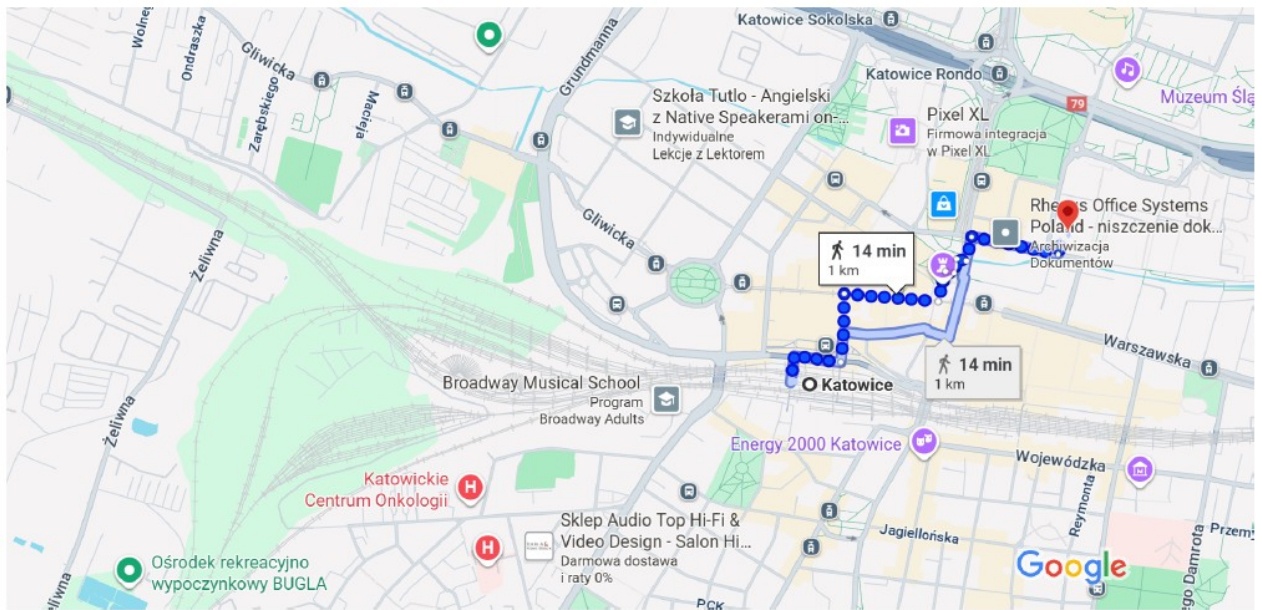 Katowice Sokolska
Wolnej
Ondraszka
Gliwicka
Zarębskiego
Macieja
Grundmanna
Katowice Rondo
79
MuzeumŚlą
Szkoła Tutlo - Angielski
z Native Speakerami on-...
Indywidualne
Lekcje z Lektorem
Pixel XL
Firmowa integracja
w Pixel XL
Gliwicka
Żeliwna
Rhenus Office Systems
Poland - niszczenie dok...
Archiwizacja
Dokumentów
14 min
1 km
Warszawska
14 min
1 km
Katowice
Broadway Musical School
Program
Broadway Adults
Żeliwna
Energy 2000 Katowice
Wojewódzka
Katowickie
Centrum Onkologii
H
Reymonta
Jagiellońska
Przemy
Sklep Audio Top Hi-Fi &
Video Design - Salon Hi...
Darmowa dostawa
i raty 0%
H
Ośrodek rekreacyjno
wypoczynkowy BUGLA
Google
eliwna
PCK
ego Damrota